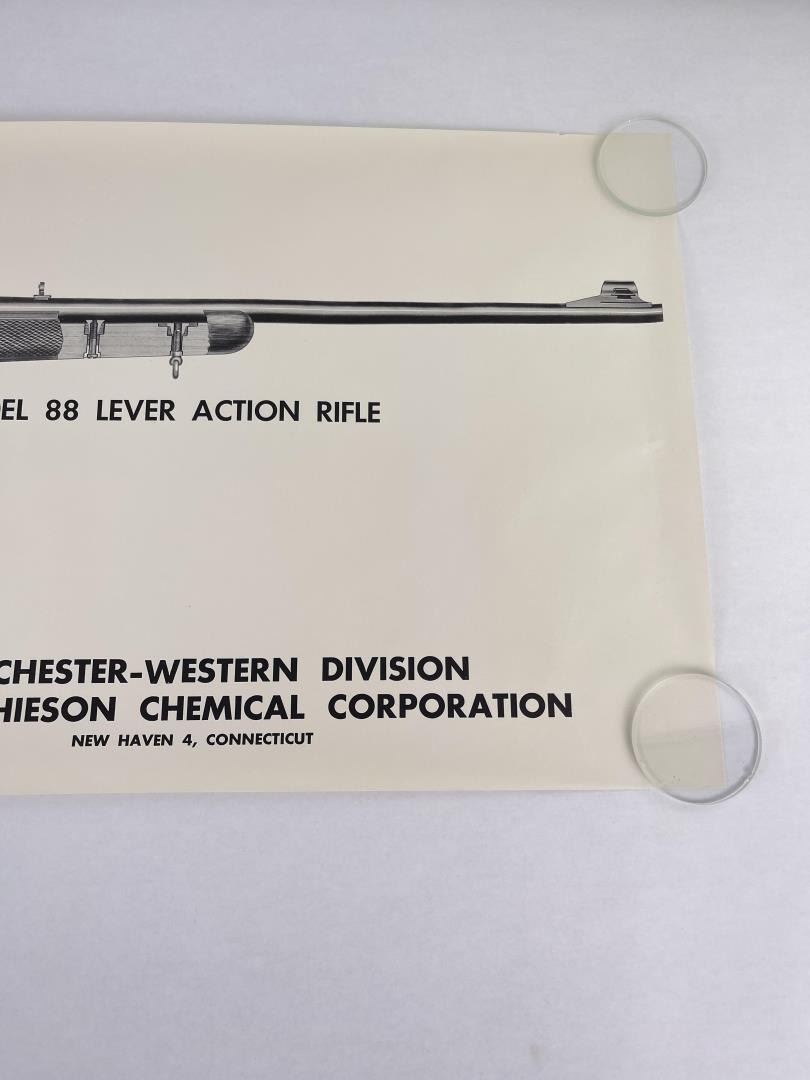 EL 88 LEVER ACTION RIFLE
CHESTER-WESTERN DIVISION
HIESON CHEMICAL CORPORATION
NEW HAVEN 4, CONNECTICUT